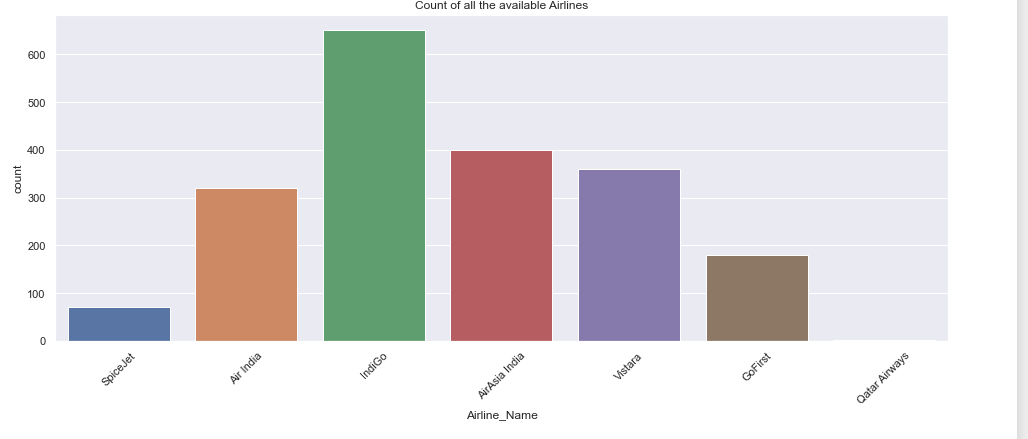 Count of all the available Airlines
600
500
400
300
200
100
0
count
SpiceJet
Air India
IndiGo
AirAsia India
Vistara
GoFirst
Qatar Airways
Airline_Name